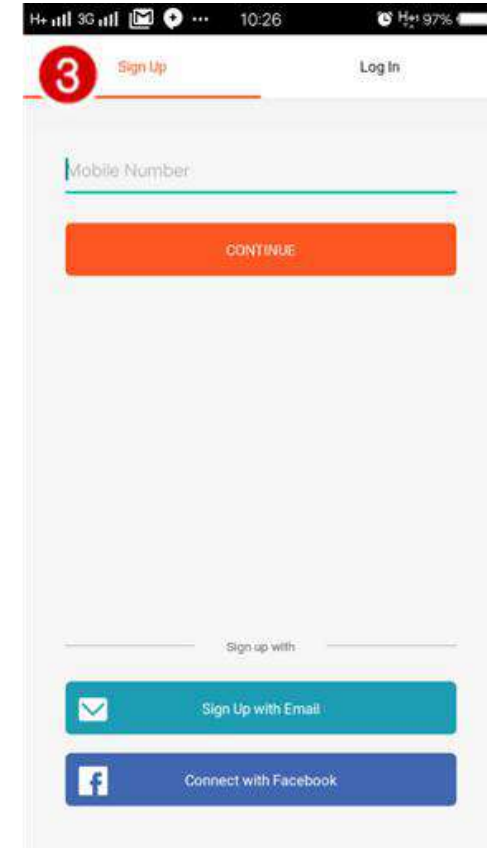 H+ 3G ... 10:26 H+ 97%
3 Sign Up Log In
Mobile Number
CONTINUE
Sign up with
Sign Up with Email
f Connect with Facebook